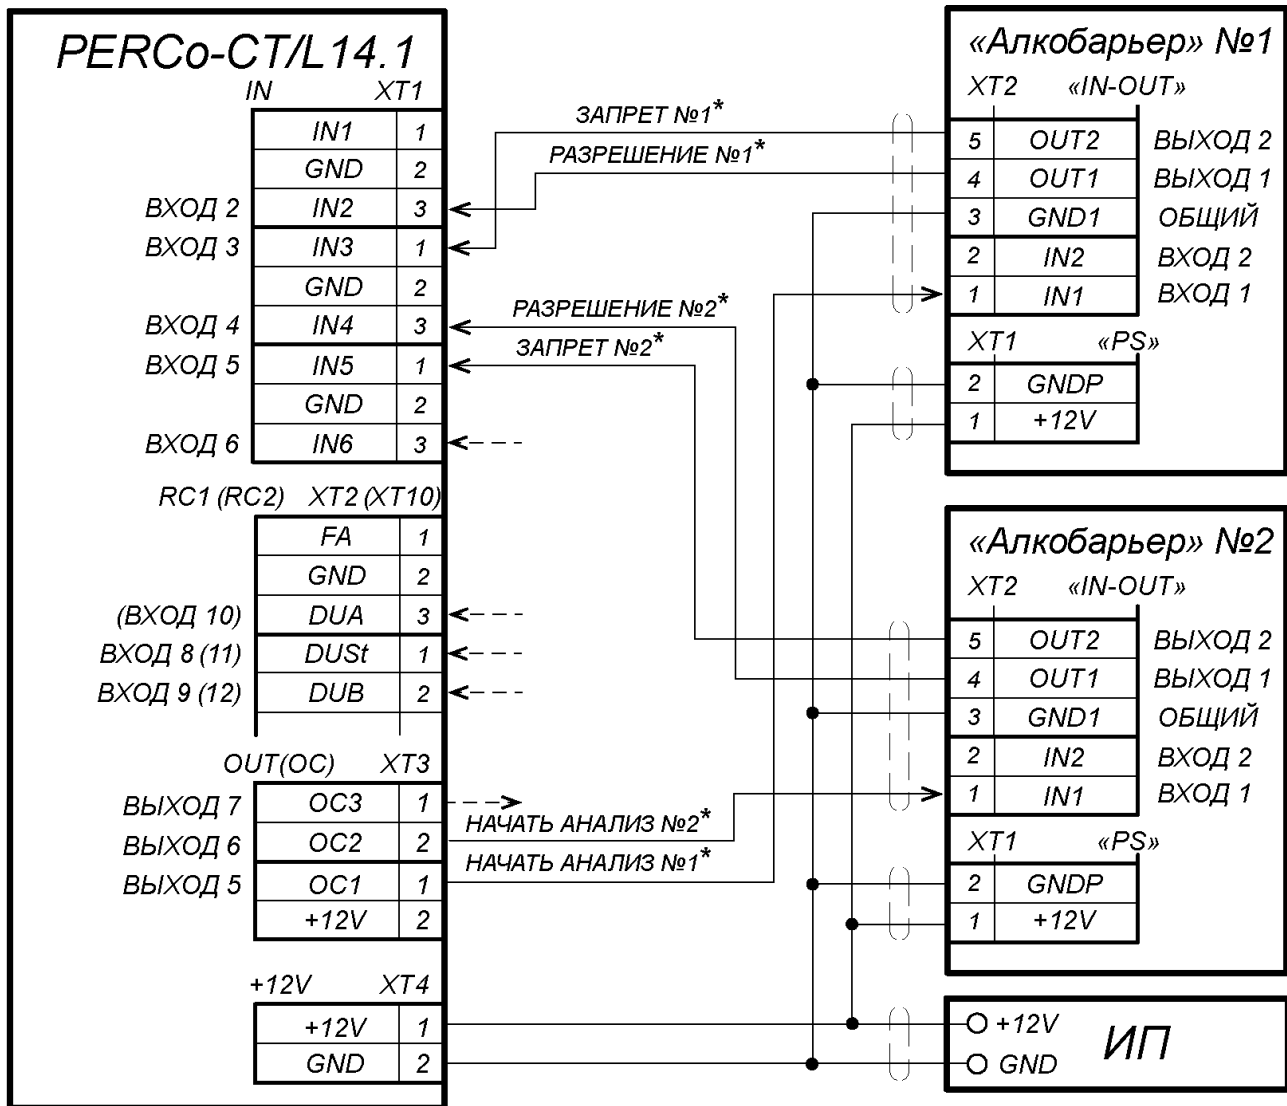 PERCo-CT/L14.1
IN XT1
IN1 1
GND 2
ВХОД 2 IN2 3
ВХОД 3 IN3 1
GND 2
ВХОД 4 IN4 3
ВХОД 5 IN5 1
GND 2
ВХОД 6 IN6 3
RC1 (RC2) XT2 (XT10)
FA 1
GND 2
(ВХОД 10) DUA 3
ВХОД 8 (11) DUSt 1
ВХОД 9 (12) DUB 2
OUT(OC) XT3
ВЫХОД 7 OC3 1
ВЫХОД 6 OC2 2
ВЫХОД 5 OC1 1
+12V 2
+12V XT4
+12V 1
GND 2
ЗАПРЕТ №1*
РАЗРЕШЕНИЕ №1*
РАЗРЕШЕНИЕ №2*
ЗАПРЕТ №2*
НАЧАТЬ АНАЛИЗ №2*
НАЧАТЬ АНАЛИЗ №1*
«Алкобарьер» №1
XT2 «IN-OUT»
5 OUT2 ВЫХОД 2
4 OUT1 ВЫХОД 1
3 GND1 ОБЩИЙ
2 IN2 ВХОД 2
1 IN1 ВХОД 1
XT1 «PS»
2 GNDP
1 +12V
«Алкобарьер» №2
XT2 «IN-OUT»
5 OUT2 ВЫХОД 2
4 OUT1 ВЫХОД 1
3 GND1 ОБЩИЙ
2 IN2 ВХОД 2
1 IN1 ВХОД 1
XT1 «PS»
2 GNDP
1 +12V
+12V
ИП
GND